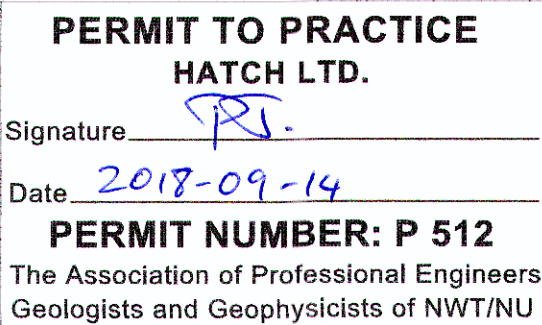 PERMIT TO PRACTICE
HATCH LTD.
Signature
Date 2018-09-14
PERMIT NUMBER: P 512
The Association of Professional Engineers
Geologists and Geophysicists of NWT/NU